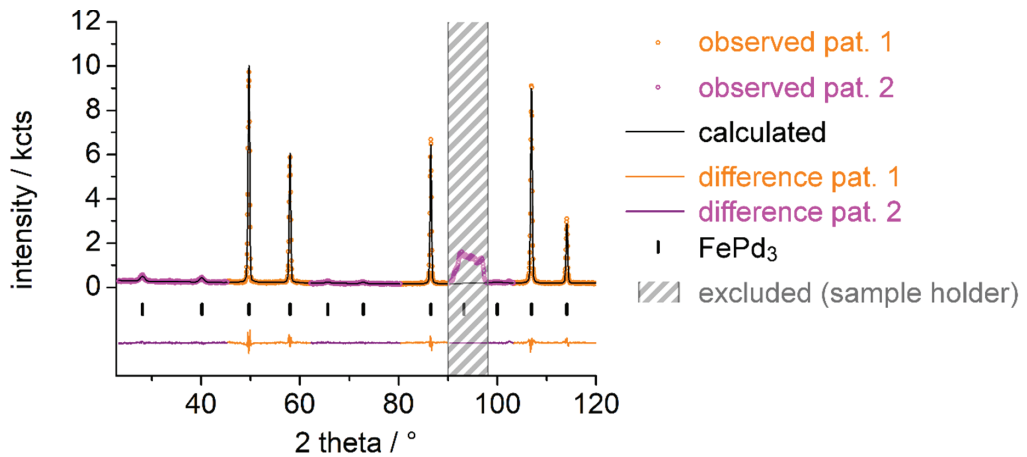 12
10
8
6
4
2
0
intensity / kcts
40
60
80
100
120
2 theta / °
observed pat. 1
observed pat. 2
calculated
difference pat. 1
difference pat. 2
FePd₃
excluded (sample holder)